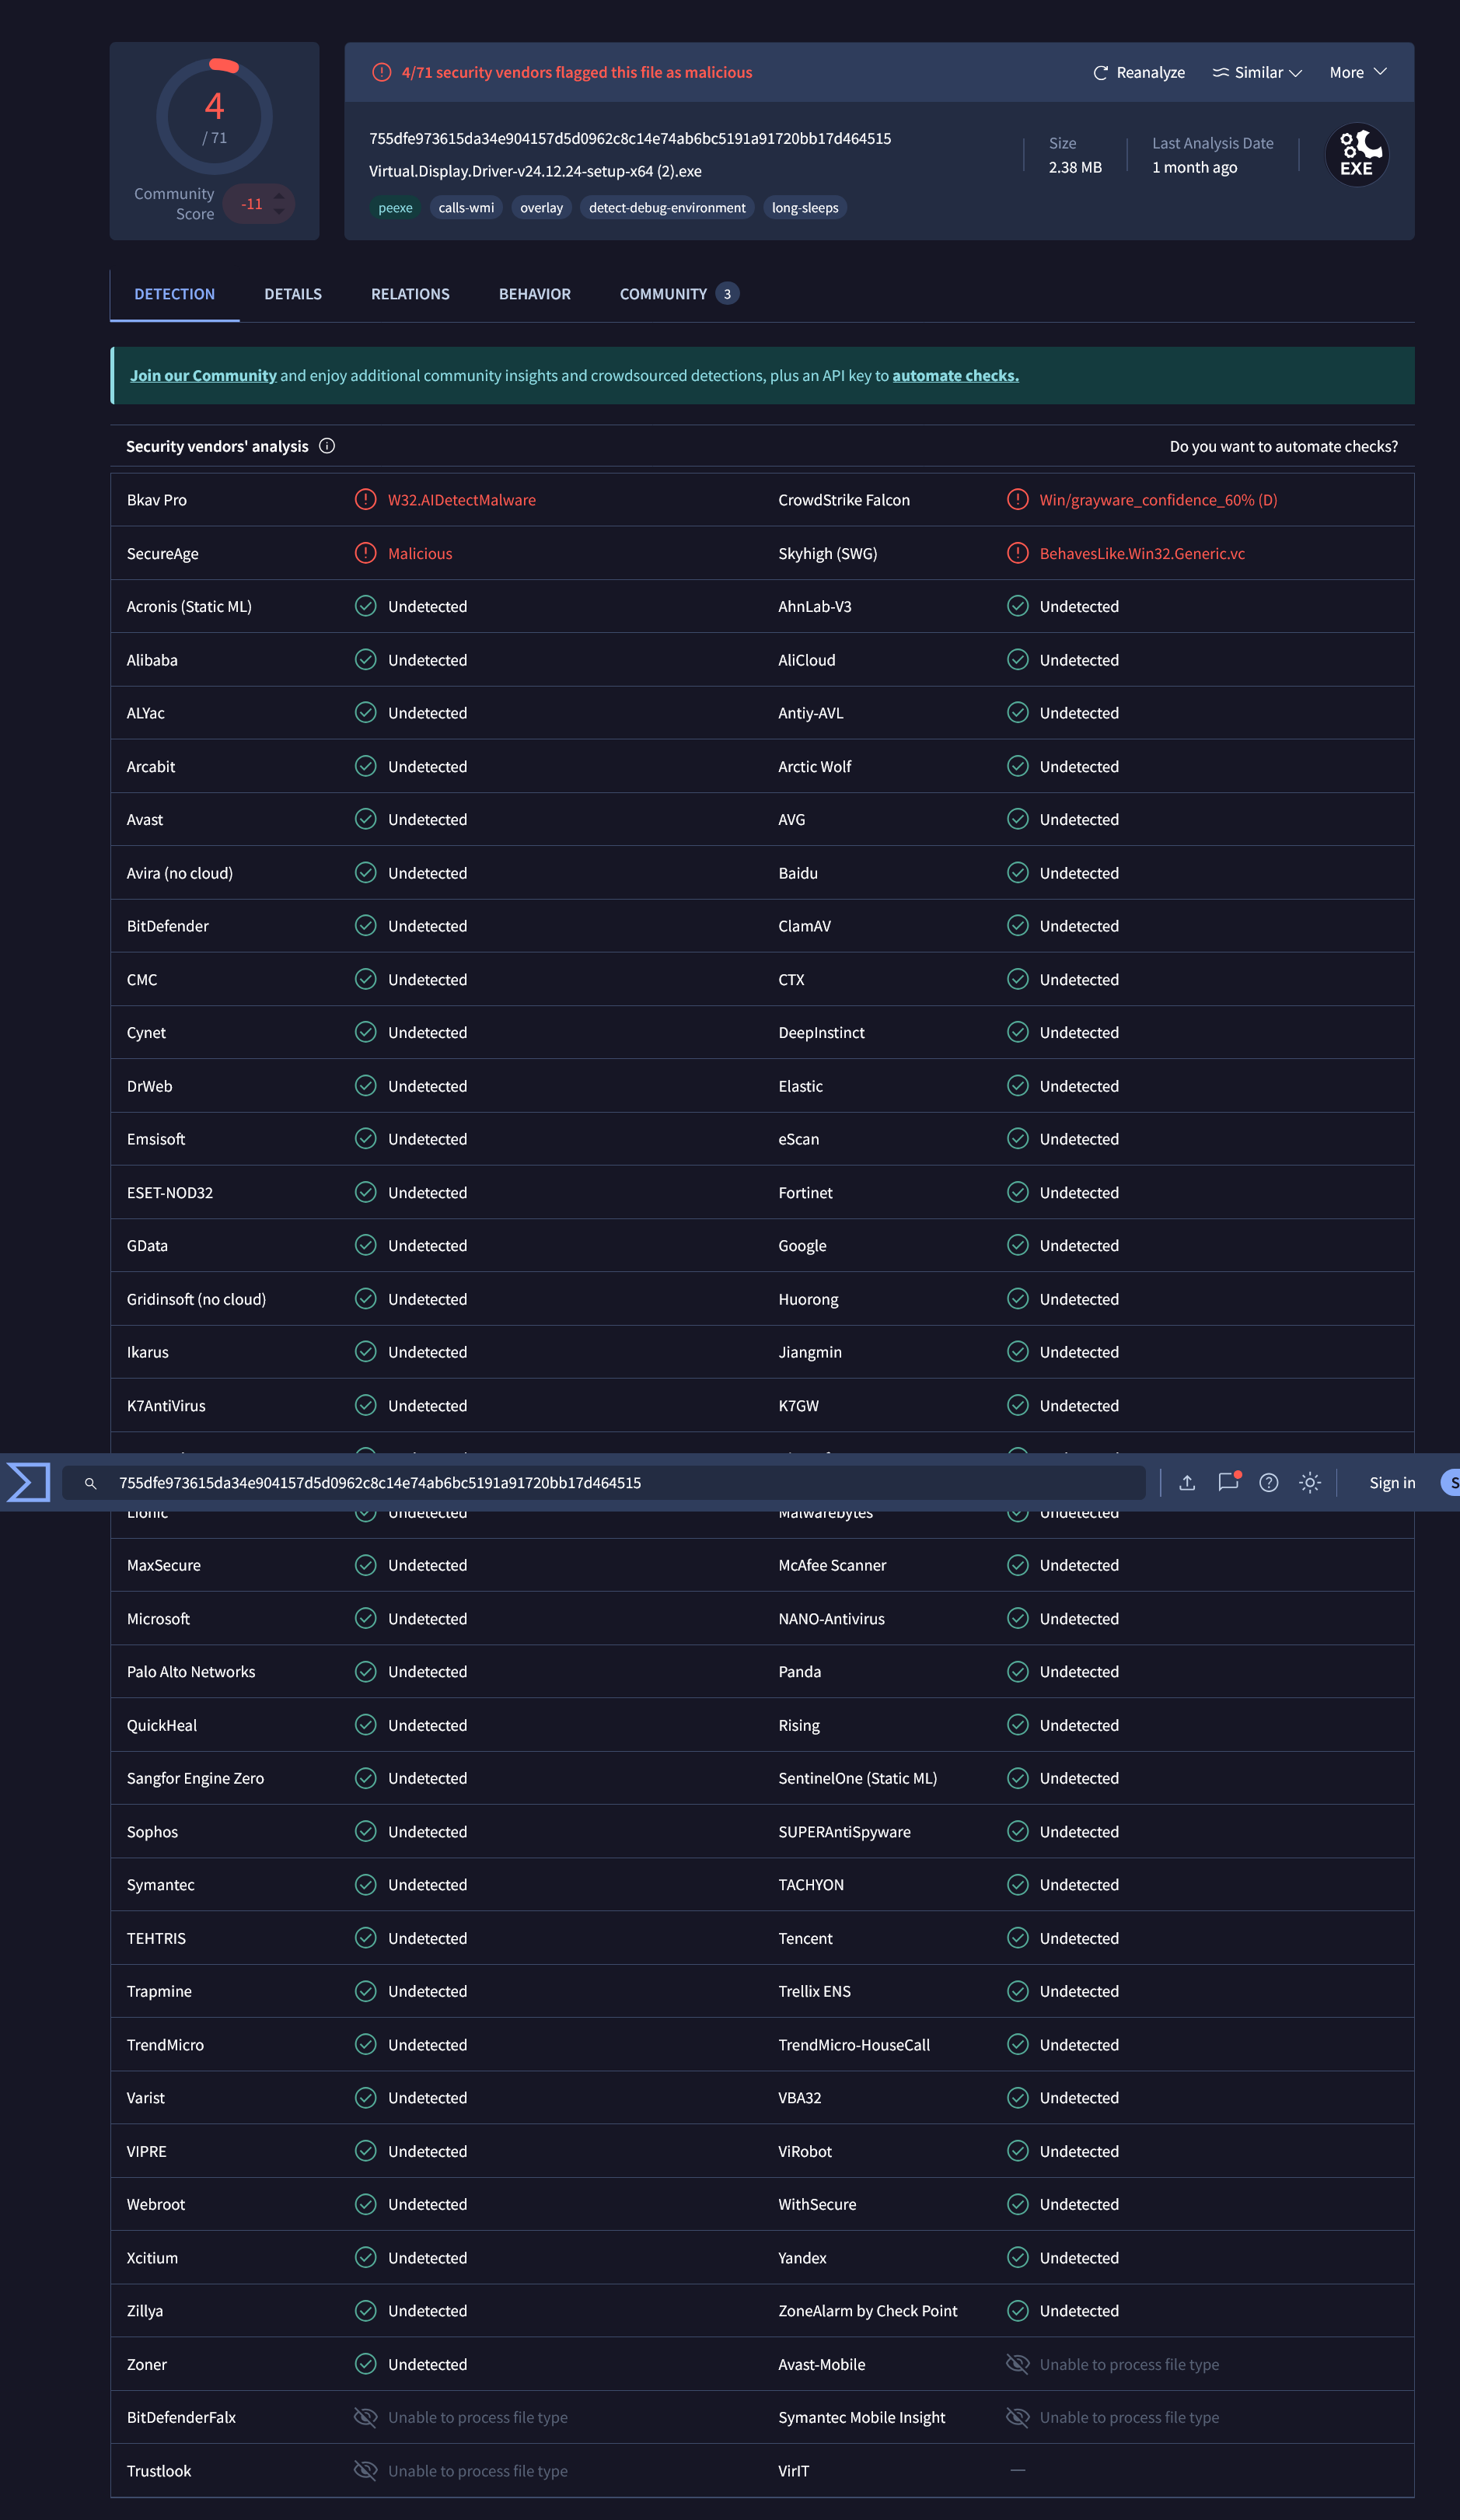 4
/ 71
Community
Score
-11
4/71 security vendors flagged this file as malicious
Reanalyze
Similar
More
755dfe973615da34e904157d5d0962c8c14e74ab6bc5191a91720bb17d464515
Virtual.Display.Driver-v24.12.24-setup-x64 (2).exe
peexe calls-wmi overlay detect-debug-environment long-sleeps
Size
2.38 MB
Last Analysis Date
1 month ago
EXE
DETECTION DETAILS RELATIONS BEHAVIOR COMMUNITY 3
Join our Community and enjoy additional community insights and crowdsourced detections, plus an API key to automate checks.
Security vendors' analysis Do you want to automate checks?
Bkav Pro W32.AIDetectMalware CrowdStrike Falcon Win/grayware_confidence_60% (D)
SecureAge Malicious Skyhigh (SWG) BehavesLike.Win32.Generic.vc
Acronis (Static ML) Undetected AhnLab-V3 Undetected
Alibaba Undetected AliCloud Undetected
ALYac Undetected Antiy-AVL Undetected
Arcabit Undetected Arctic Wolf Undetected
Avast Undetected AVG Undetected
Avira (no cloud) Undetected Baidu Undetected
BitDefender Undetected ClamAV Undetected
CMC Undetected CTX Undetected
Cynet Undetected DeepInstinct Undetected
DrWeb Undetected Elastic Undetected
Emsisoft Undetected eScan Undetected
ESET-NOD32 Undetected Fortinet Undetected
GData Undetected Google Undetected
Gridinsoft (no cloud) Undetected Huorong Undetected
Ikarus Undetected Jiangmin Undetected
K7AntiVirus Undetected K7GW Undetected
755dfe973615da34e904157d5d0962c8c14e74ab6bc5191a91720bb17d464515 Sign in S
Lionic Undetected Malwarebytes Undetected
MaxSecure Undetected McAfee Scanner Undetected
Microsoft Undetected NANO-Antivirus Undetected
Palo Alto Networks Undetected Panda Undetected
QuickHeal Undetected Rising Undetected
Sangfor Engine Zero Undetected SentinelOne (Static ML) Undetected
Sophos Undetected SUPERAntiSpyware Undetected
Symantec Undetected TACHYON Undetected
TEHTRIS Undetected Tencent Undetected
Trapmine Undetected Trellix ENS Undetected
TrendMicro Undetected TrendMicro-HouseCall Undetected
Varist Undetected VBA32 Undetected
VIPRE Undetected ViRobot Undetected
Webroot Undetected WithSecure Undetected
Xcitium Undetected Yandex Undetected
Zillya Undetected ZoneAlarm by Check Point Undetected
Zoner Undetected Avast-Mobile Unable to process file type
BitDefenderFalx Unable to process file type Symantec Mobile Insight Unable to process file type
Trustlook Unable to process file type VirIT —